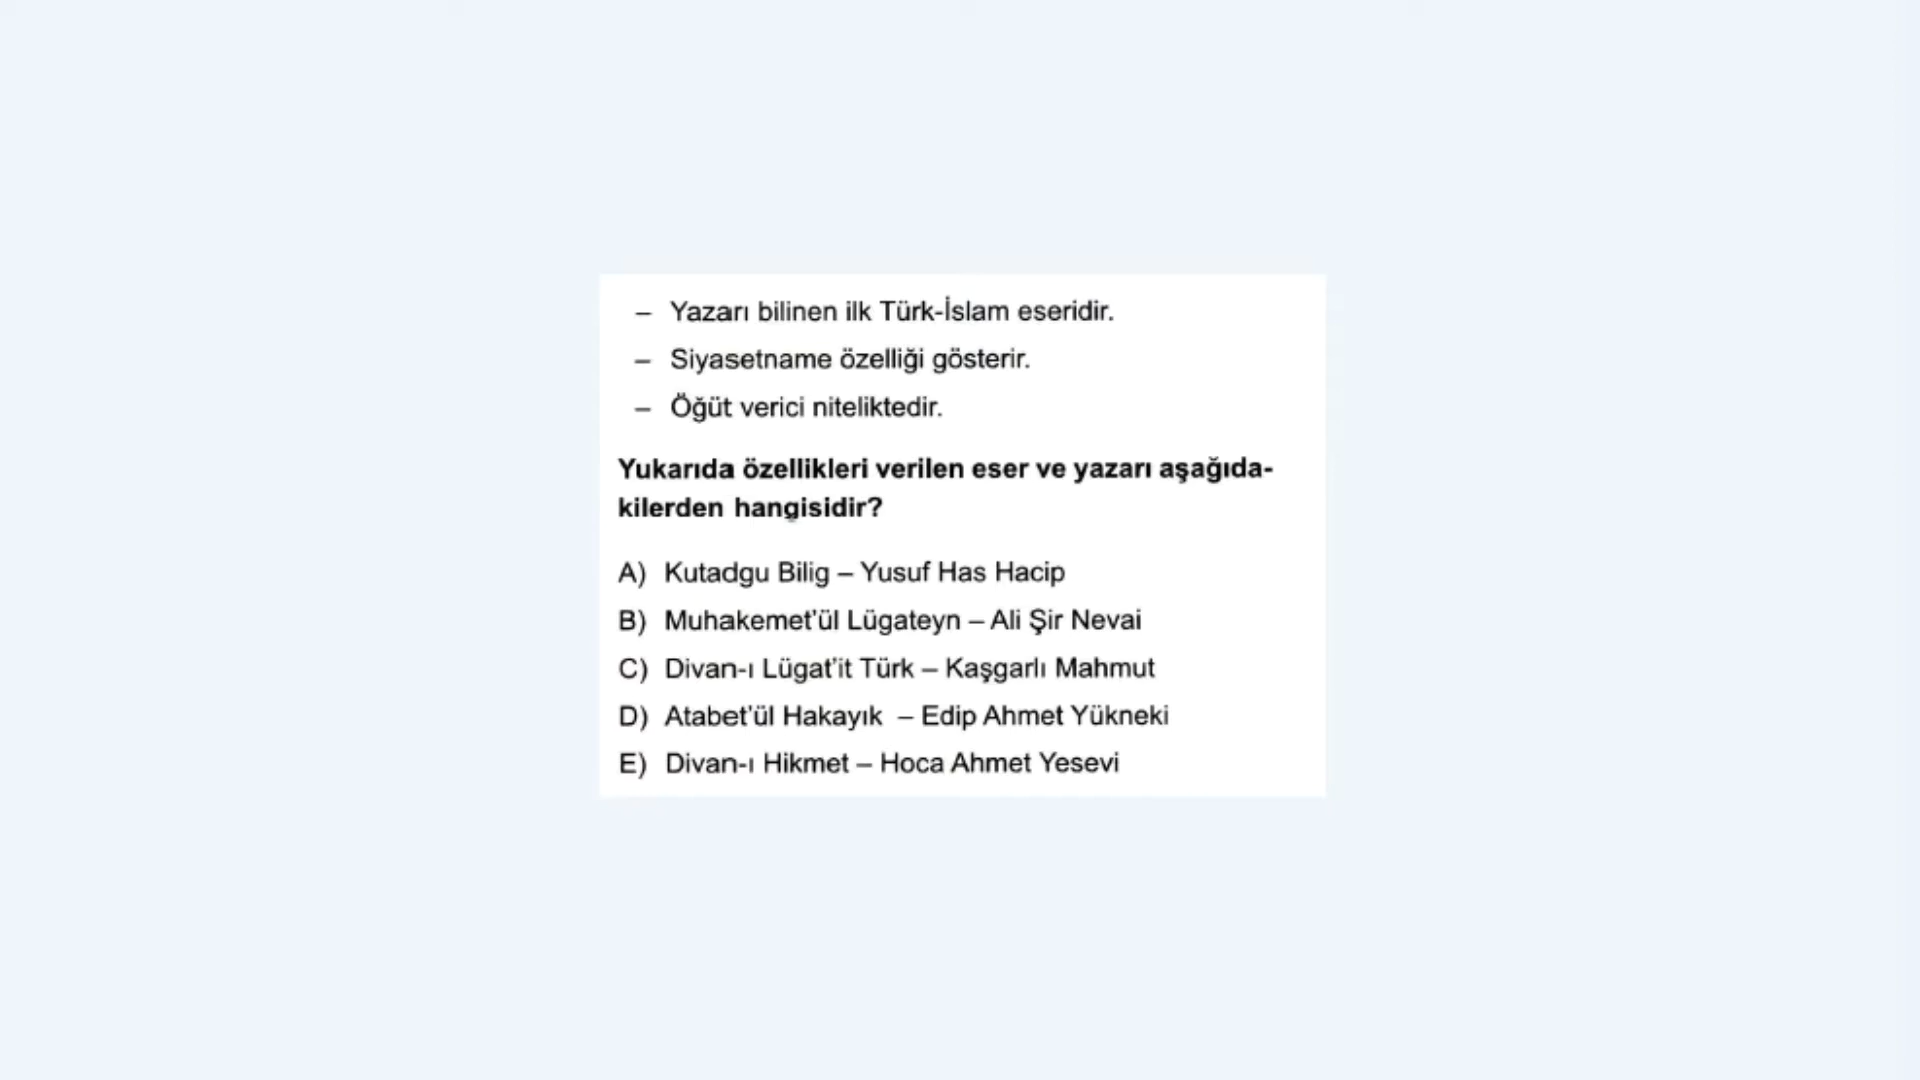 – Yazarı bilinen ilk Türk-İslam eseridir.
– Siyasetname özelliği gösterir.
– Öğüt verici niteliktedir.
Yukarıda özellikleri verilen eser ve yazarı aşağıda-
kilerden hangisidir?
A) Kutadgu Bilig – Yusuf Has Hacip
B) Muhakemet'ül Lügateyn – Ali Şir Nevai
C) Divan-ı Lügat'it Türk – Kaşgarlı Mahmut
D) Atabet'ül Hakayık – Edip Ahmet Yükneki
E) Divan-ı Hikmet – Hoca Ahmet Yesevi